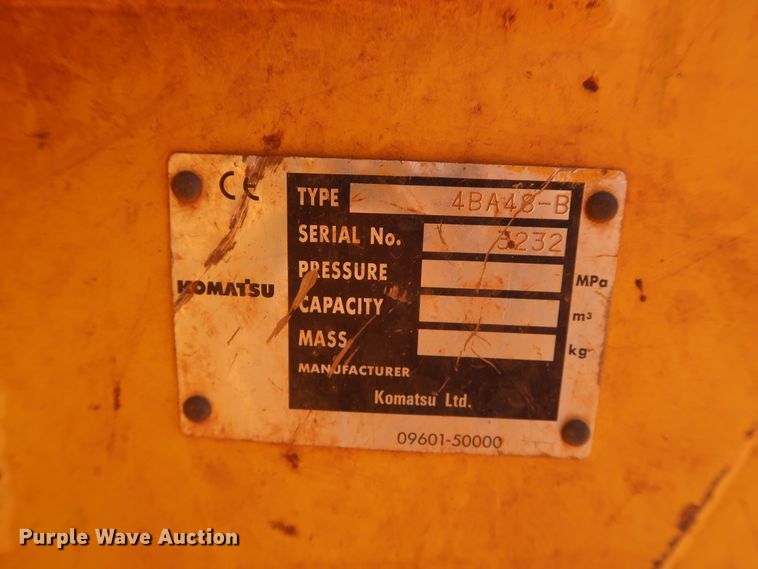 CE
TYPE 4BA48-B
SERIAL No. 3232
PRESSURE MPa
KOMATSU
CAPACITY m³
MASS kg
MANUFACTURER
Komatsu Ltd.
09601-50000
Purple Wave Auction